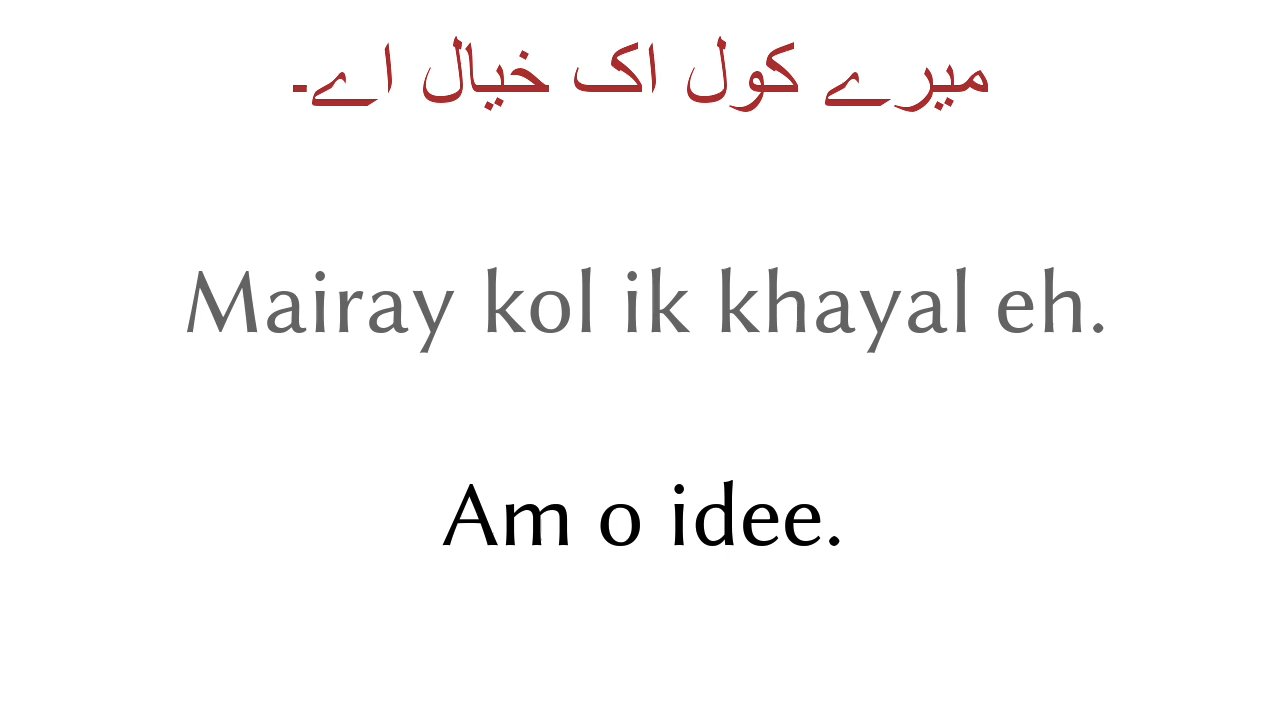 میرے کول اک خیال اے۔
Mairay kol ik khayal eh.
Am o idee.